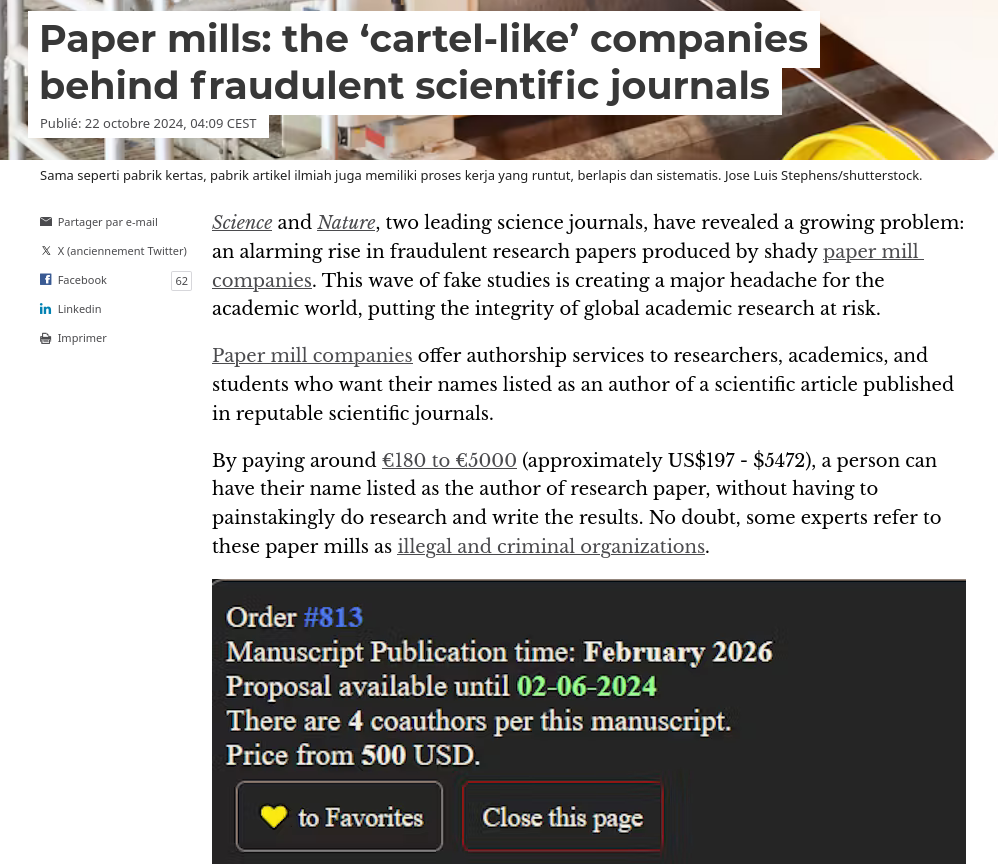 Paper mills: the ‘cartel-like’ companies
behind fraudulent scientific journals
Publié: 22 octobre 2024, 04:09 CEST
Sama seperti pabrik kertas, pabrik artikel ilmiah juga memiliki proses kerja yang runtut, berlapis dan sistematis. Jose Luis Stephens/shutterstock.
Partager par e-mail
X (anciennement Twitter)
Facebook 62
Linkedin
Imprimer
Science and Nature, two leading science journals, have revealed a growing problem:
an alarming rise in fraudulent research papers produced by shady paper mill
companies. This wave of fake studies is creating a major headache for the
academic world, putting the integrity of global academic research at risk.
Paper mill companies offer authorship services to researchers, academics, and
students who want their names listed as an author of a scientific article published
in reputable scientific journals.
By paying around €180 to €5000 (approximately US$197 - $5472), a person can
have their name listed as the author of research paper, without having to
painstakingly do research and write the results. No doubt, some experts refer to
these paper mills as illegal and criminal organizations.
Order #813
Manuscript Publication time: February 2026
Proposal available until 02-06-2024
There are 4 coauthors per this manuscript.
Price from 500 USD.
to Favorites
Close this page